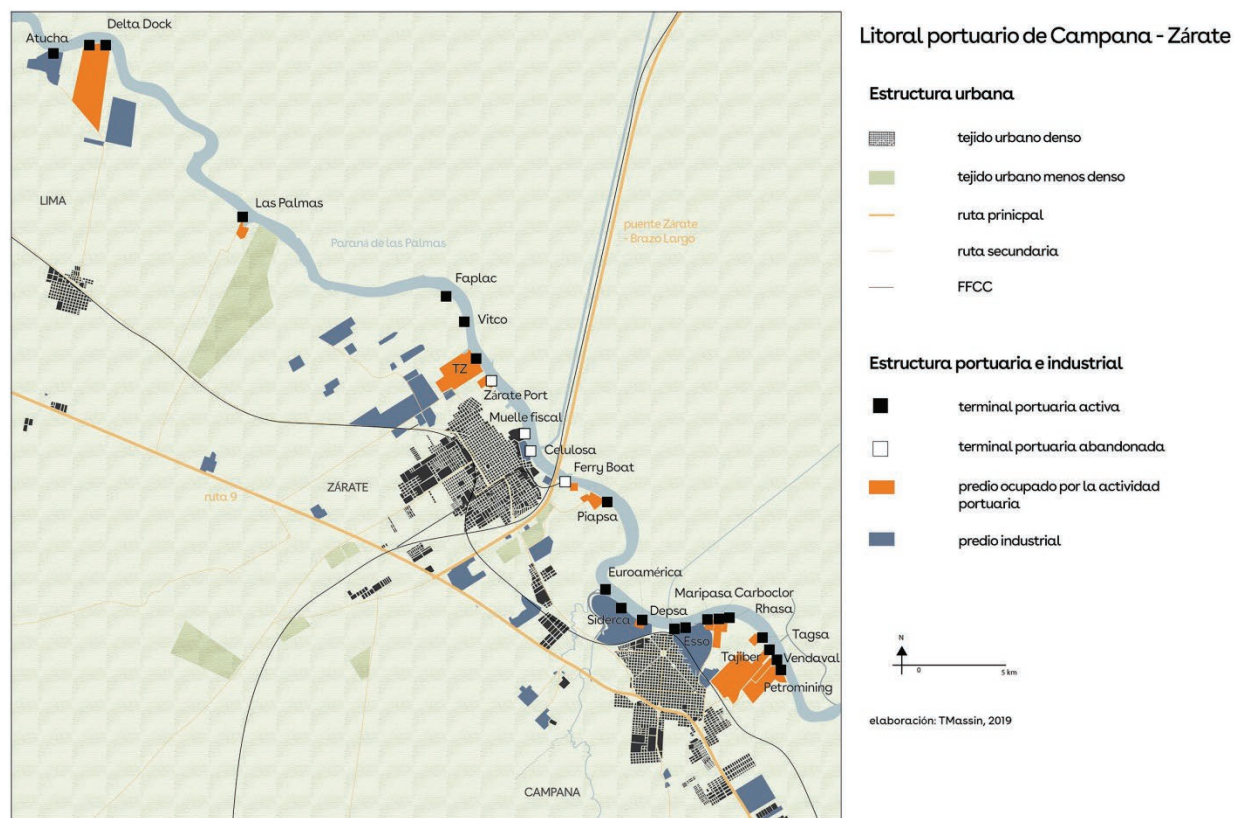 Litoral portuario de Campana - Zárate
Estructura urbana
tejido urbano denso
tejido urbano menos denso
ruta prinicpal
ruta secundaria
FFCC
Estructura portuaria e industrial
terminal portuaria activa
terminal portuaria abandonada
predio ocupado por la actividad
portuaria
predio industrial
N
0
5 km
elaboración: TMassin, 2019
Delta Dock
Atucha
LIMA
Las Palmas
Paraná de las Palmas
puente Zárate
- Brazo Largo
Faplac
Vitco
TZ
Zárate Port
Muelle fiscal
Celulosa
Ferry Boat
Piapsa
ZÁRATE
ruta 9
Euroamérica
Siderca
Depsa
Esso
Maripasa
Carboclor
Rhasa
Tagsa
Tajiber
Vendaval
Petromining
CAMPANA